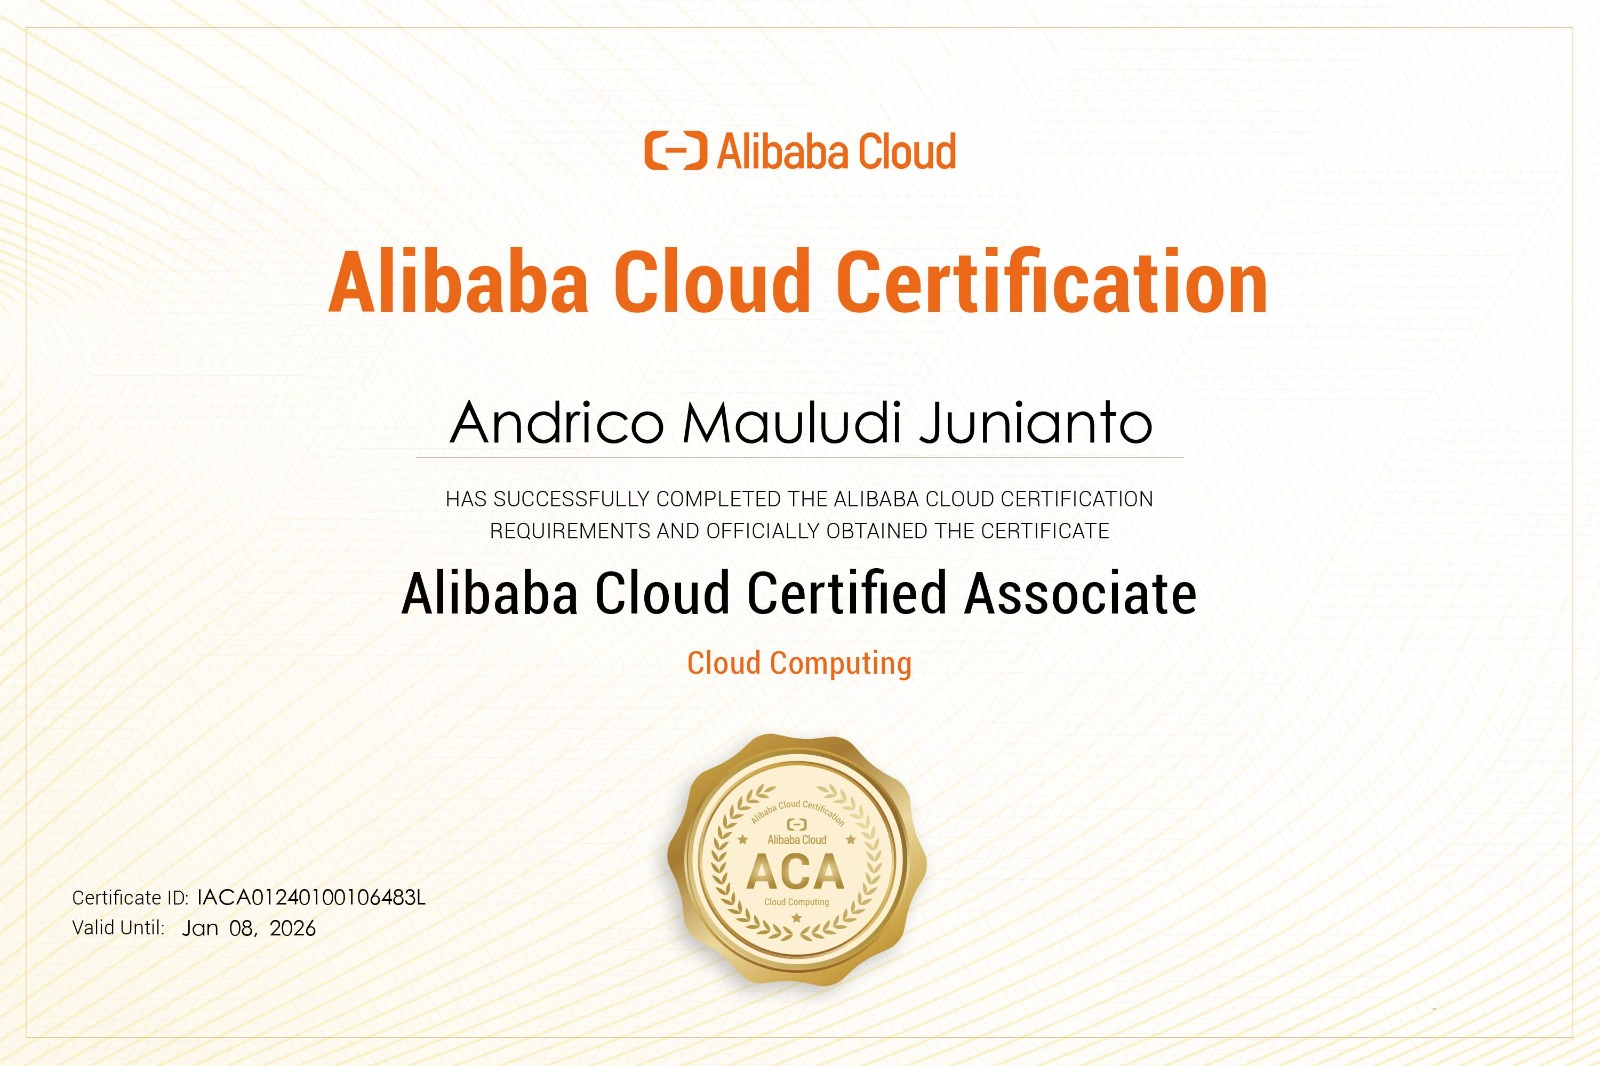 Alibaba Cloud
Alibaba Cloud Certification
Andrico Mauludi Junianto
HAS SUCCESSFULLY COMPLETED THE ALIBABA CLOUD CERTIFICATION
REQUIREMENTS AND OFFICIALLY OBTAINED THE CERTIFICATE
Alibaba Cloud Certified Associate
Cloud Computing
Alibaba Cloud Certification
Alibaba Cloud
ACA
Cloud Computing
Certificate ID: IACA01240100106483L
Valid Until: Jan 08, 2026